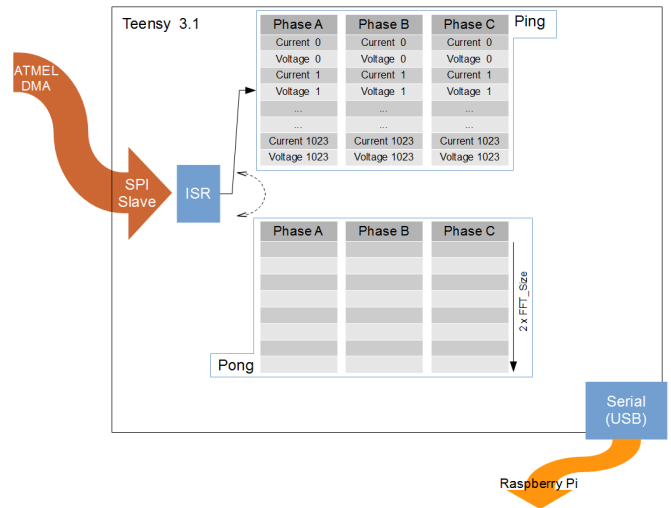 Teensy 3.1
Phase A Phase B Phase C Ping
Current 0 Current 0 Current 0
Voltage 0 Voltage 0 Voltage 0
Current 1 Current 1 Current 1
Voltage 1 Voltage 1 Voltage 1
... ... ...
... ... ...
Current 1023 Current 1023 Current 1023
Voltage 1023 Voltage 1023 Voltage 1023
ATMEL
DMA
SPI
Slave
ISR
Phase A Phase B Phase C
2 x FFT_Size
Pong
Serial
(USB)
Raspberry Pi